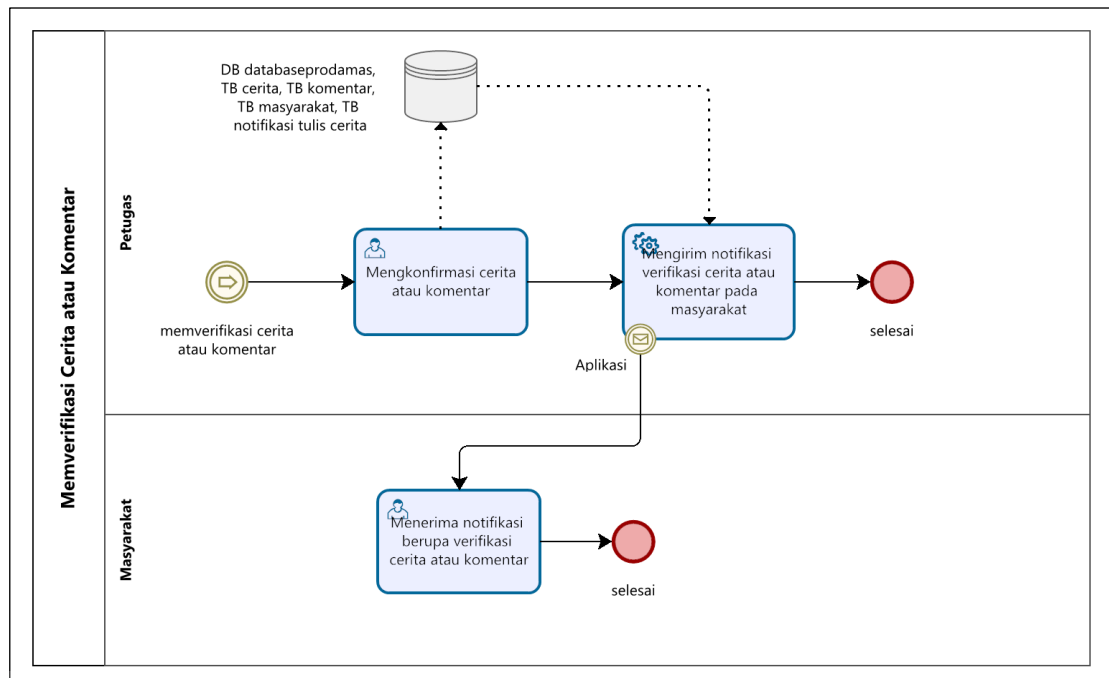 Memverifikasi Cerita atau Komentar
Petugas
DB databaseprodamas,
TB cerita, TB komentar,
TB masyarakat, TB
notifikasi tulis cerita
memverifikasi cerita
atau komentar
Mengkonfirmasi cerita
atau komentar
Mengirim notifikasi
verifikasi cerita atau
komentar pada
masyarakat
Aplikasi
selesai
Masyarakat
Menerima notifikasi
berupa verifikasi
cerita atau komentar
selesai